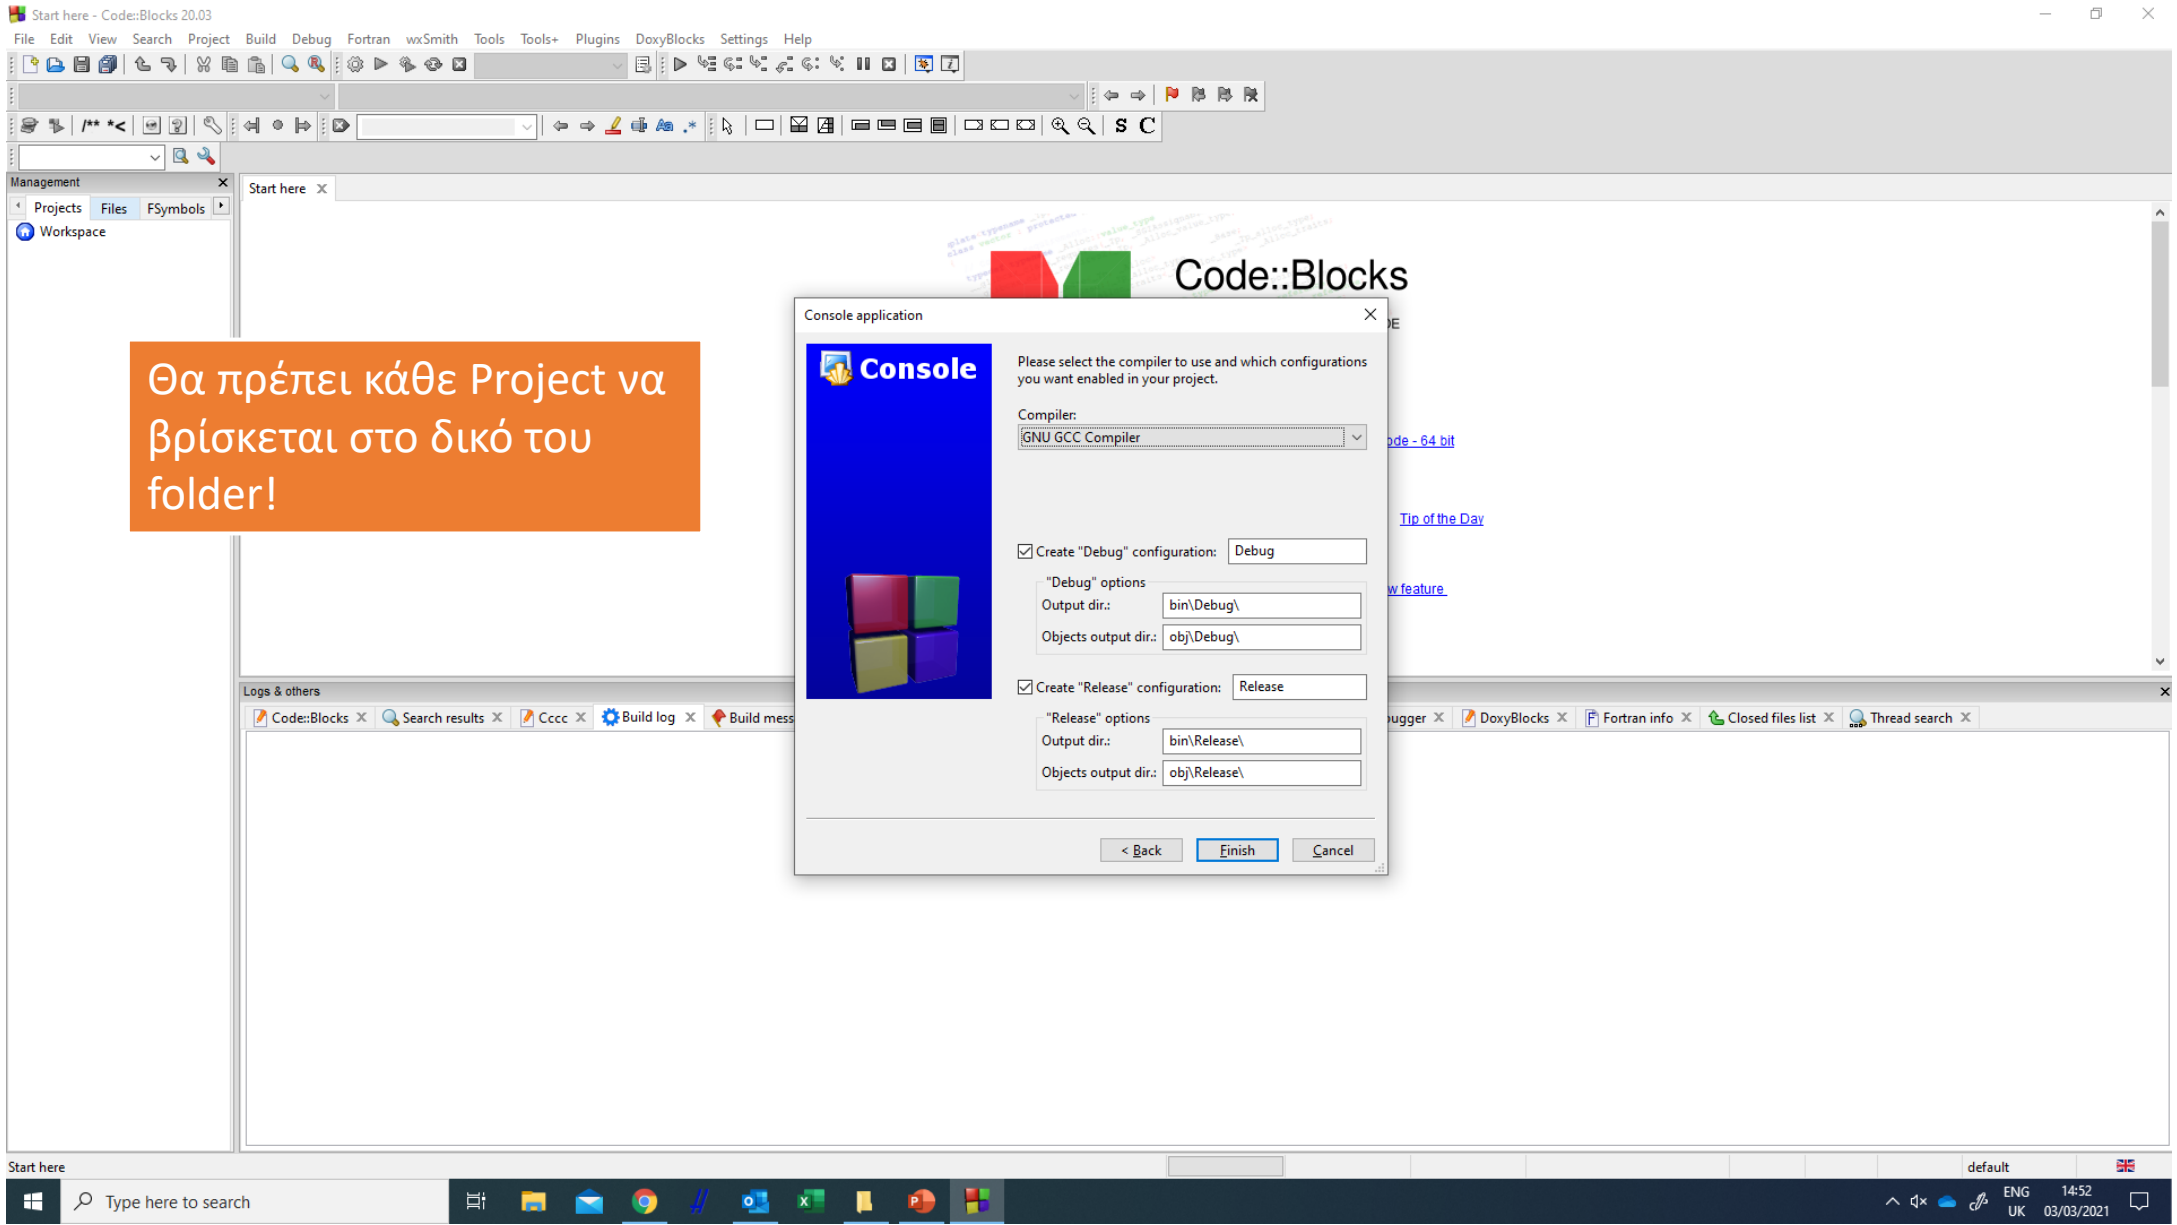 Start here - Code::Blocks 20.03
File Edit View Search Project Build Debug Fortran wxSmith Tools Tools+ Plugins DoxyBlocks Settings Help
/** *<
S C
Management
Start here
Projects Files FSymbols
Workspace
Code::Blocks
Console application
Console
Please select the compiler to use and which configurations
you want enabled in your project.
Compiler:
GNU GCC Compiler
Create "Debug" configuration: Debug
"Debug" options
Output dir.: bin\Debug\
Objects output dir.: obj\Debug\
Create "Release" configuration: Release
"Release" options
Output dir.: bin\Release\
Objects output dir.: obj\Release\
< Back Finish Cancel
Θα πρέπει κάθε Project να
βρίσκεται στο δικό του
folder!
- 64 bit
Tip of the Day
feature
Logs & others
Code::Blocks Search results Cccc Build log Build DoxyBlocks Fortran info Closed files list Thread search
Start here default
Type here to search
ENG 14:52
UK 03/03/2021